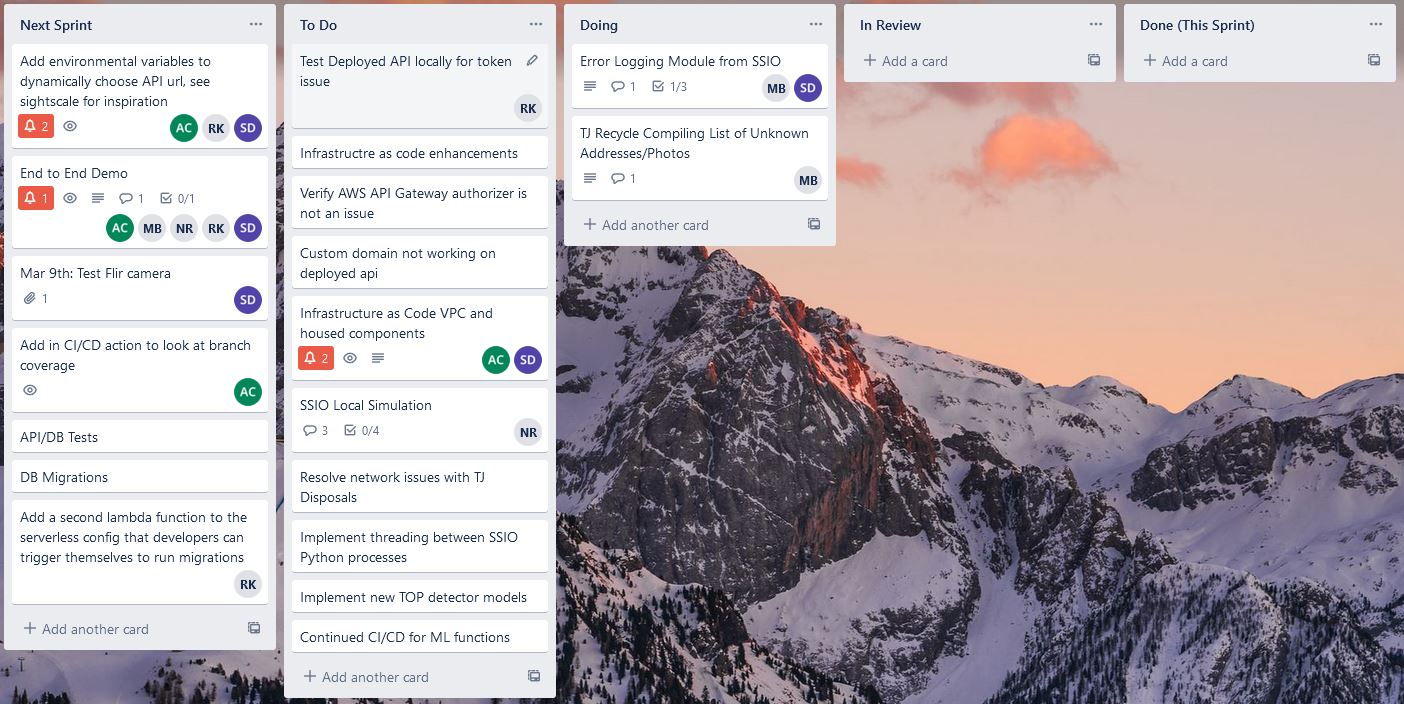 Next Sprint
Add environmental variables to
dynamically choose API url, see
sightscale for inspiration
2
AC RK SD
End to End Demo
1 1 0/1
AC MB NR RK SD
Mar 9th: Test Flir camera
1 SD
Add in CI/CD action to look at branch
coverage
AC
API/DB Tests
DB Migrations
Add a second lambda function to the
serverless config that developers can
trigger themselves to run migrations
RK
Add another card
To Do
Test Deployed API locally for token
issue
RK
Infrastructre as code enhancements
Verify AWS API Gateway authorizer is
not an issue
Custom domain not working on
deployed api
Infrastructure as Code VPC and
housed components
2 AC SD
SSIO Local Simulation
3 0/4 NR
Resolve network issues with TJ
Disposals
Implement threading between SSIO
Python processes
Implement new TOP detector models
Continued CI/CD for ML functions
Add another card
Doing
Error Logging Module from SSIO
1 1/3 MB SD
TJ Recycle Compiling List of Unknown
Addresses/Photos
1 MB
Add another card
In Review
Add a card
Done (This Sprint)
Add a card